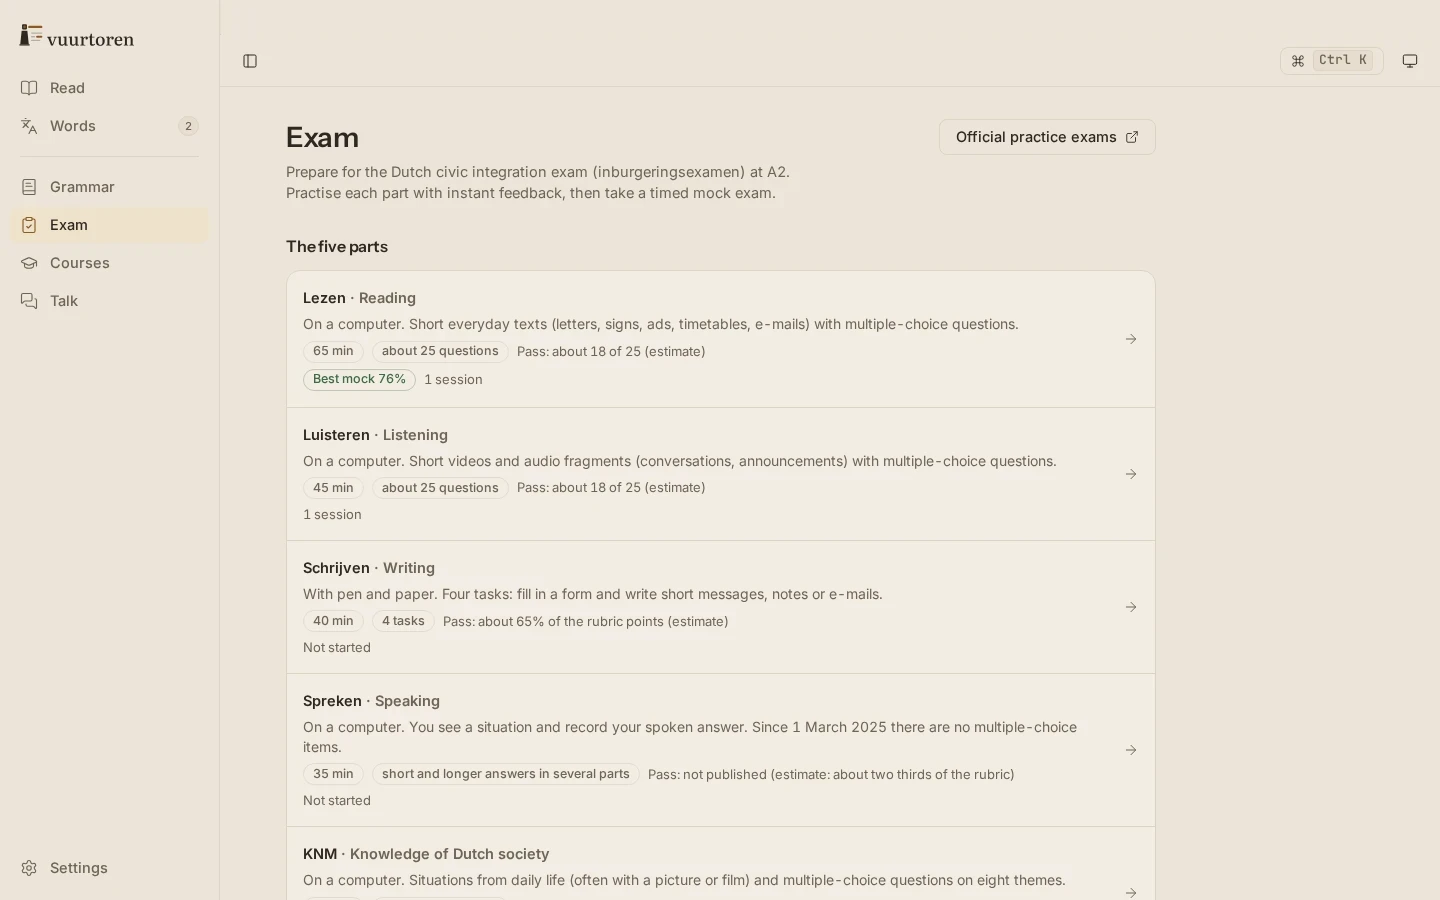 vuurtoren
Read
Words 2
Grammar
Exam
Courses
Talk
Settings
Ctrl K
Exam
Official practice exams
Prepare for the Dutch civic integration exam (inburgeringsexamen) at A2.
Practise each part with instant feedback, then take a timed mock exam.
The five parts
Lezen · Reading
On a computer. Short everyday texts (letters, signs, ads, timetables, e-mails) with multiple-choice questions.
65 min about 25 questions Pass: about 18 of 25 (estimate)
Best mock 76% 1 session
Luisteren · Listening
On a computer. Short videos and audio fragments (conversations, announcements) with multiple-choice questions.
45 min about 25 questions Pass: about 18 of 25 (estimate)
1 session
Schrijven · Writing
With pen and paper. Four tasks: fill in a form and write short messages, notes or e-mails.
40 min 4 tasks Pass: about 65% of the rubric points (estimate)
Not started
Spreken · Speaking
On a computer. You see a situation and record your spoken answer. Since 1 March 2025 there are no multiple-choice
items.
35 min short and longer answers in several parts Pass: not published (estimate: about two thirds of the rubric)
Not started
KNM · Knowledge of Dutch society
On a computer. Situations from daily life (often with a picture or film) and multiple-choice questions on eight themes.